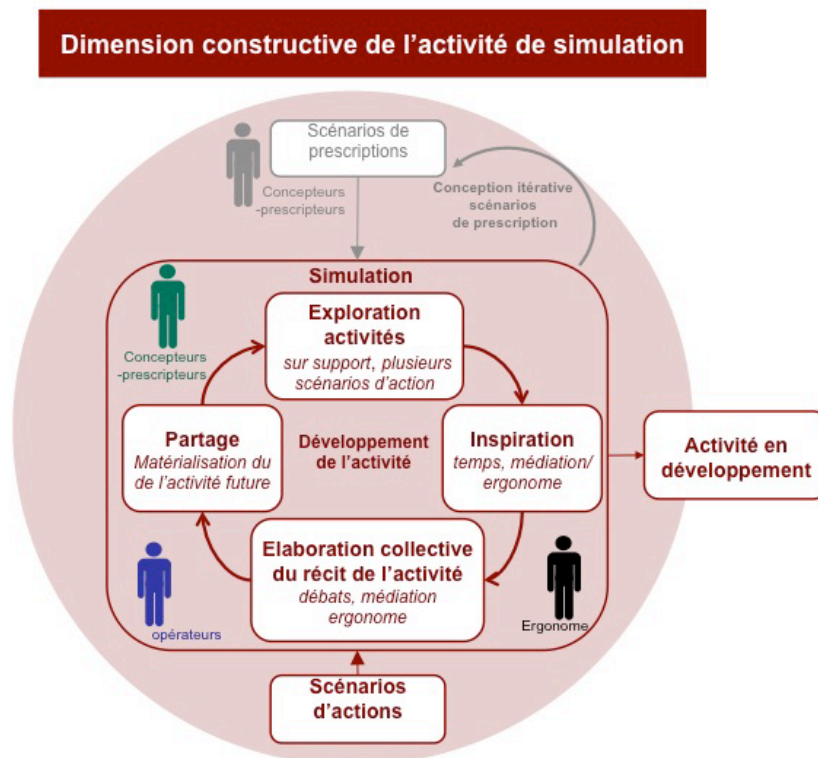 Dimension constructive de l’activité de simulation
Scénarios de
prescriptions
Concepteurs
-prescripteurs
Conception itérative
scénarios
de prescription
Simulation
Concepteurs
-prescripteurs
Exploration
activités
sur support, plusieurs
scénarios d’action
Partage
Matérialisation du
de l’activité future
Développement
de l’activité
Inspiration
temps, médiation/
ergonome
Activité en
développement
Elaboration collective
du récit de l’activité
débats, médiation
ergonome
opérateurs
Ergonome
Scénarios
d’actions